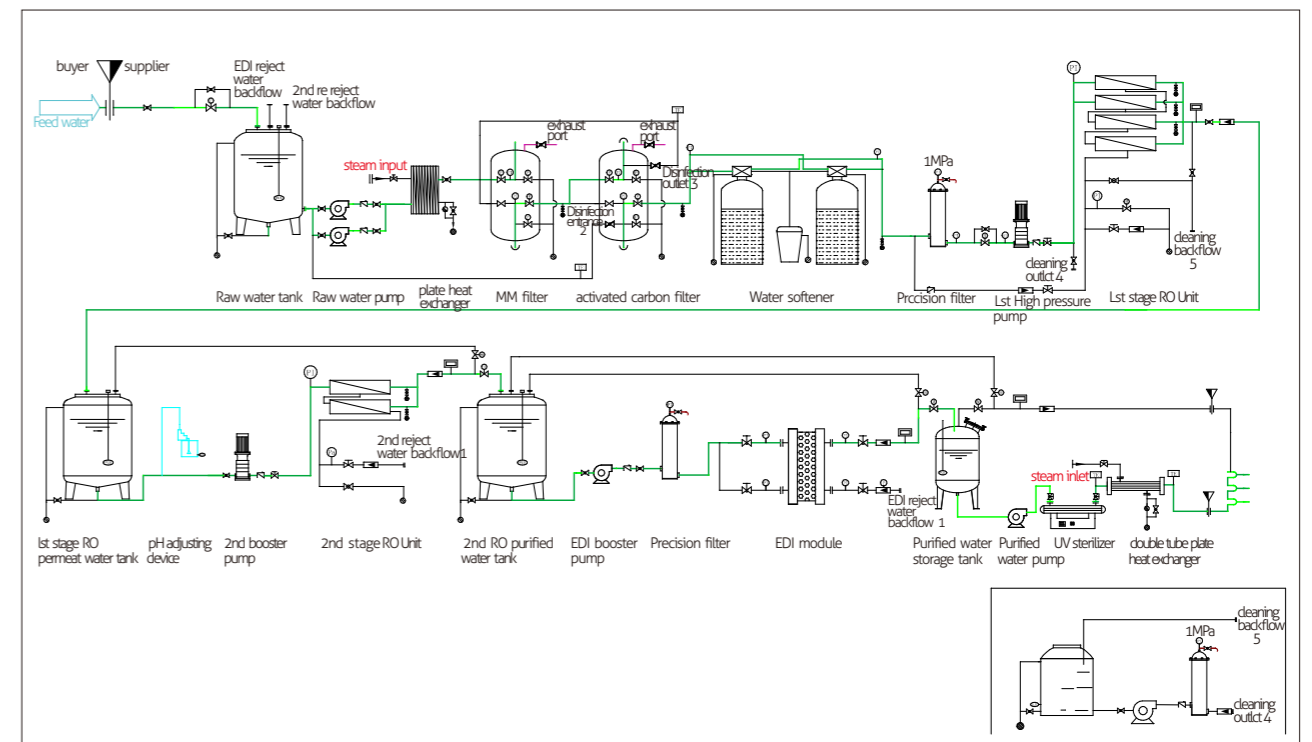 buyer
supplier
Feed water
EDI reject
water
backflow
2nd re reject
water backflow
steam input
exhaust
port
exhaust
port
Disinfection
outlet 3
Disinfection
entrance
2
1MPa
cleaning
outlct 4
cleaning
backflow
5
Raw water tank
Raw water pump
plate heat
exchanger
MM filter
activated carbon filter
Water softener
Prccision filter
Lst High pressure
pump
Lst stage RO Unit
PI
PI
2nd reject
water backflow1
steam inlet
EDI reject
water
backflow 1
lst stage RO
permeat water tank
pH adjusting
device
2nd booster
pump
2nd stage RO Unit
2nd RO purified
water tank
EDI booster
pump
Precision filter
EDI module
Purified water
storage tank
Purified
water pump
UV sterilizer
double tube plate
heat exchanger
cleaning
backflow
5
1MPa
cleaning
outlct 4